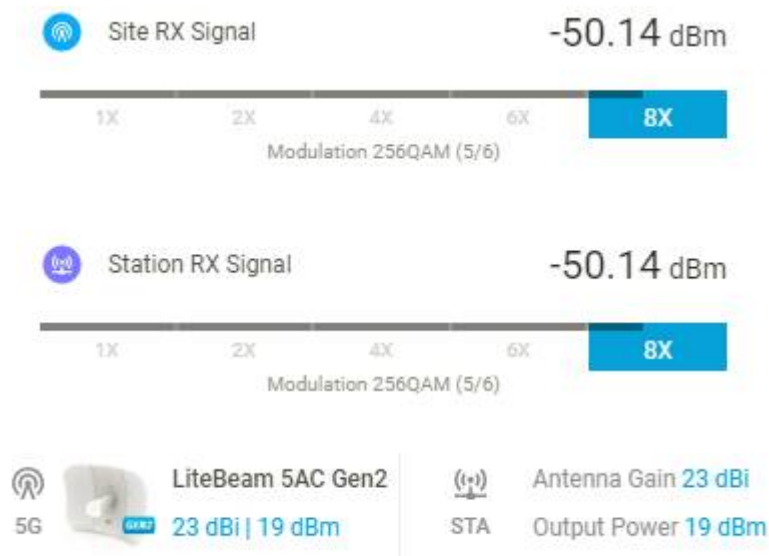 Site RX Signal -50.14 dBm
1X 2X 4X 6X 8X
Modulation 256QAM (5/6)
Station RX Signal -50.14 dBm
1X 2X 4X 6X 8X
Modulation 256QAM (5/6)
LiteBeam 5AC Gen2 Antenna Gain 23 dBi
5G GEN2 23 dBi | 19 dBm STA Output Power 19 dBm